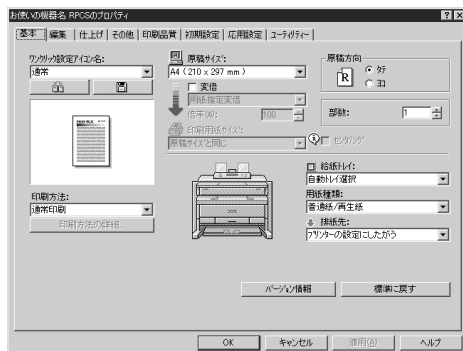 お使いの機器名 RPCSのプロパティ
基本 編集 仕上げ その他 印刷品質 初期設定 応用設定 ユーティリティー
ワンクリック設定アイコン名:
通常
印刷方法:
通常印刷
印刷方法の詳細...
原稿サイズ:
A4 (210 x 297 mm)
変倍
用紙指定変倍
倍率(%): 100
印刷用紙サイズ:
原稿サイズと同じ
センタリング
原稿方向
R
タテ
ヨコ
部数: 1
給紙トレイ:
自動トレイ選択
用紙種類:
普通紙/再生紙
排紙先:
プリンターの設定にしたがう
バージョン情報 標準に戻す
OK キャンセル 適用(A) ヘルプ